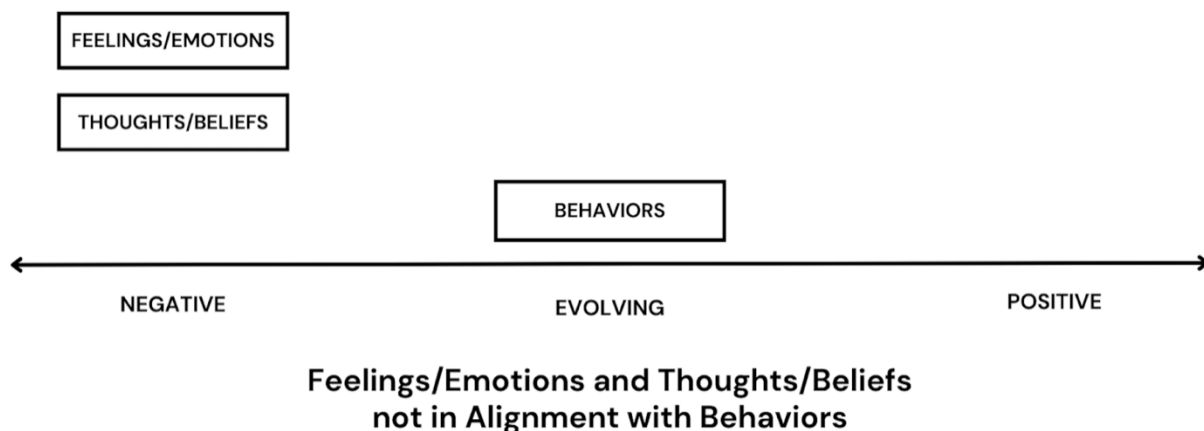 FEELINGS/EMOTIONS
THOUGHTS/BELIEFS
BEHAVIORS
NEGATIVE
EVOLVING
POSITIVE
Feelings/Emotions and Thoughts/Beliefs
not in Alignment with Behaviors